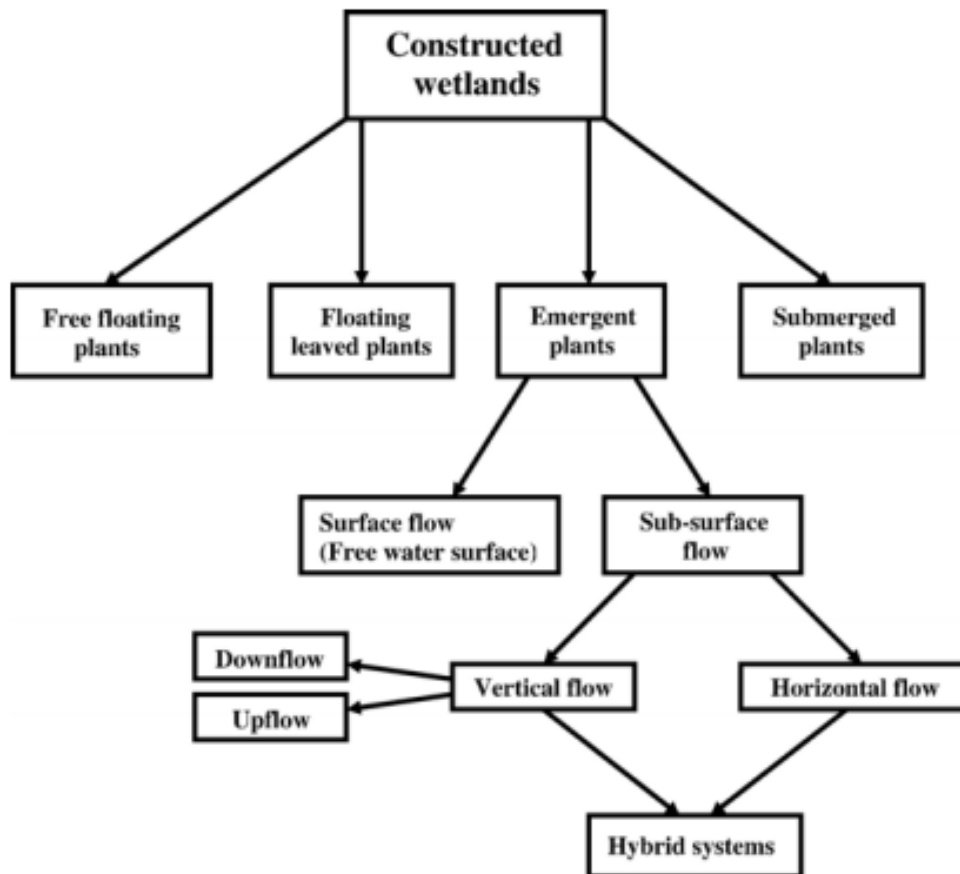 Constructed
wetlands
Free floating
plants
Floating
leaved plants
Emergent
plants
Submerged
plants
Surface flow
(Free water surface)
Sub-surface
flow
Downflow
Upflow
Vertical flow
Horizontal flow
Hybrid systems